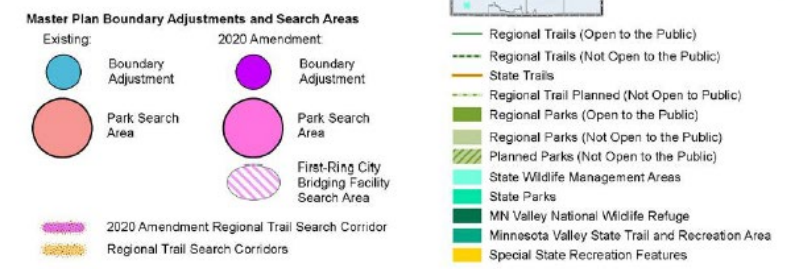 Master Plan Boundary Adjustments and Search Areas
Existing:
2020 Amendment:
Boundary
Adjustment
Boundary
Adjustment
Park Search
Area
Park Search
Area
First-Ring City
Bridging Facility
Search Area
2020 Amendment Regional Trail Search Corridor
Regional Trail Search Corridors
Regional Trails (Open to the Public)
Regional Trails (Not Open to the Public)
State Trails
Regional Trail Planned (Not Open to Public)
Regional Parks (Open to the Public)
Regional Parks (Not Open to the Public)
Planned Parks (Not Open to the Public)
State Wildlife Management Areas
State Parks
MN Valley National Wildlife Refuge
Minnesota Valley State Trail and Recreation Area
Special State Recreation Features